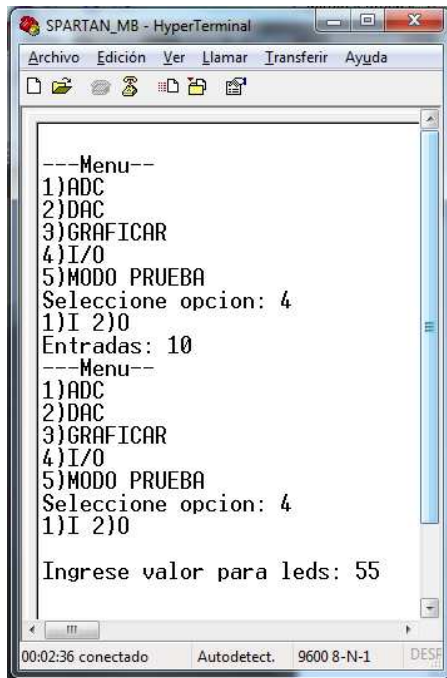 SPARTAN_MB - HyperTerminal
Archivo Edición Ver Llamar Transferir Ayuda
---Menu--
1)ADC
2)DAC
3)GRAFICAR
4)I/O
5)MODO PRUEBA
Seleccione opcion: 4
1)I 2)O
Entradas: 10
---Menu--
1)ADC
2)DAC
3)GRAFICAR
4)I/O
5)MODO PRUEBA
Seleccione opcion: 4
1)I 2)O
Ingrese valor para leds: 55
00:02:36 conectado Autodetect. 9600 8-N-1 DESF